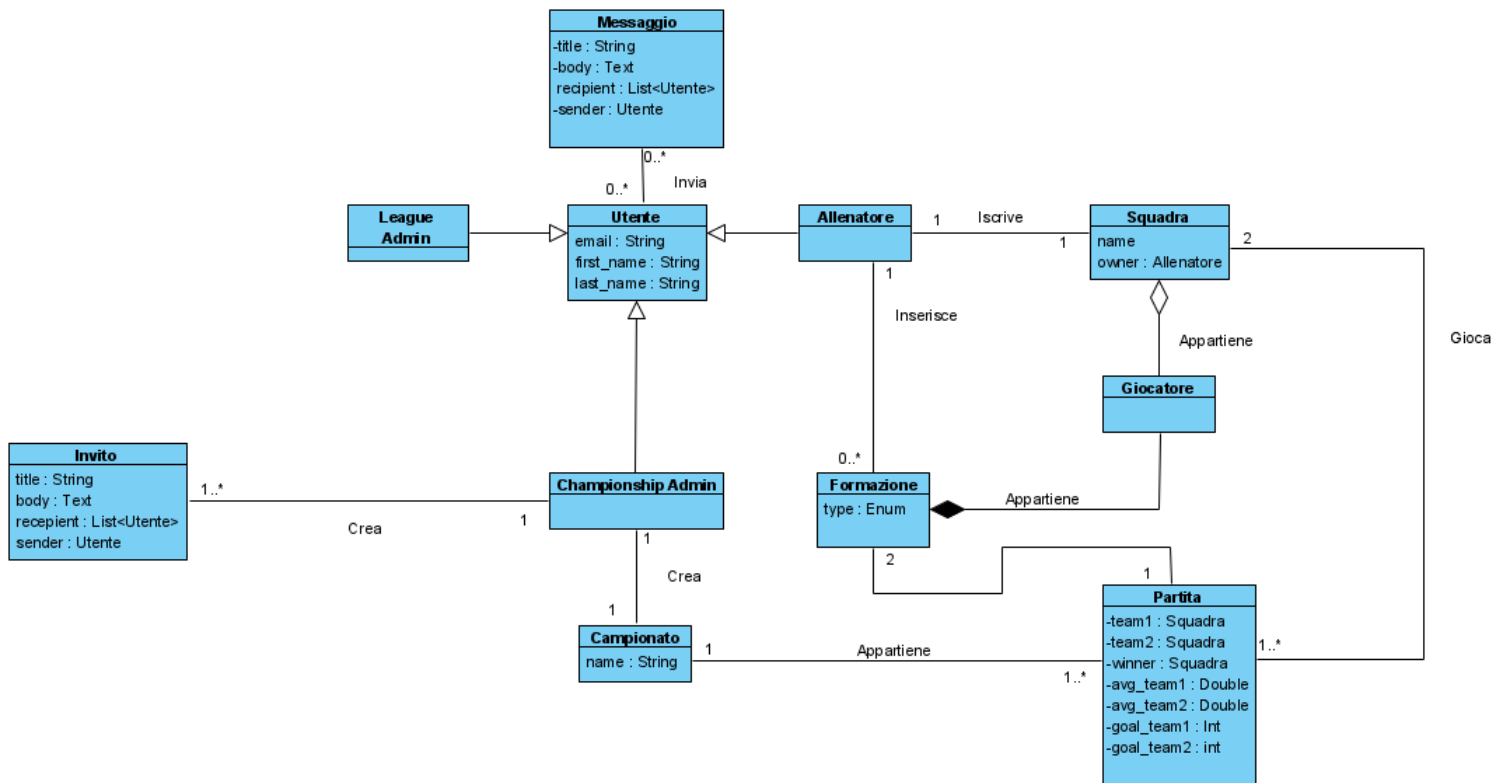 Messaggio
-title : String
-body : Text
recipient : List<Utente>
-sender : Utente
0..*
0..*
Invia
League
Admin
Utente
email : String
first_name : String
last_name : String
Allenatore
1
Iscrive
1
Squadra
name
owner : Allenatore
2
1
Inserisce
Appartiene
Gioca
Giocatore
Invito
title : String
body : Text
recepient : List<Utente>
sender : Utente
1..*
Crea
1
Championship Admin
1
0..*
Formazione
type : Enum
Appartiene
2
Crea
1
1
Campionato
name : String
1
Appartiene
1..*
Partita
-team1 : Squadra
-team2 : Squadra
-winner : Squadra
-avg_team1 : Double
-avg_team2 : Double
-goal_team1 : Int
-goal_team2 : int
1..*